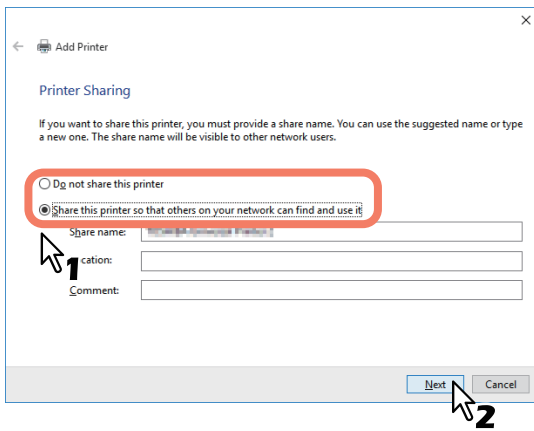 Add Printer
Printer Sharing
If you want to share this printer, you must provide a share name. You can use the suggested name or type
a new one. The share name will be visible to other network users.
Do not share this printer
Share this printer so that others on your network can find and use it
Share name:
1
cation:
Comment:
Next
Cancel
2